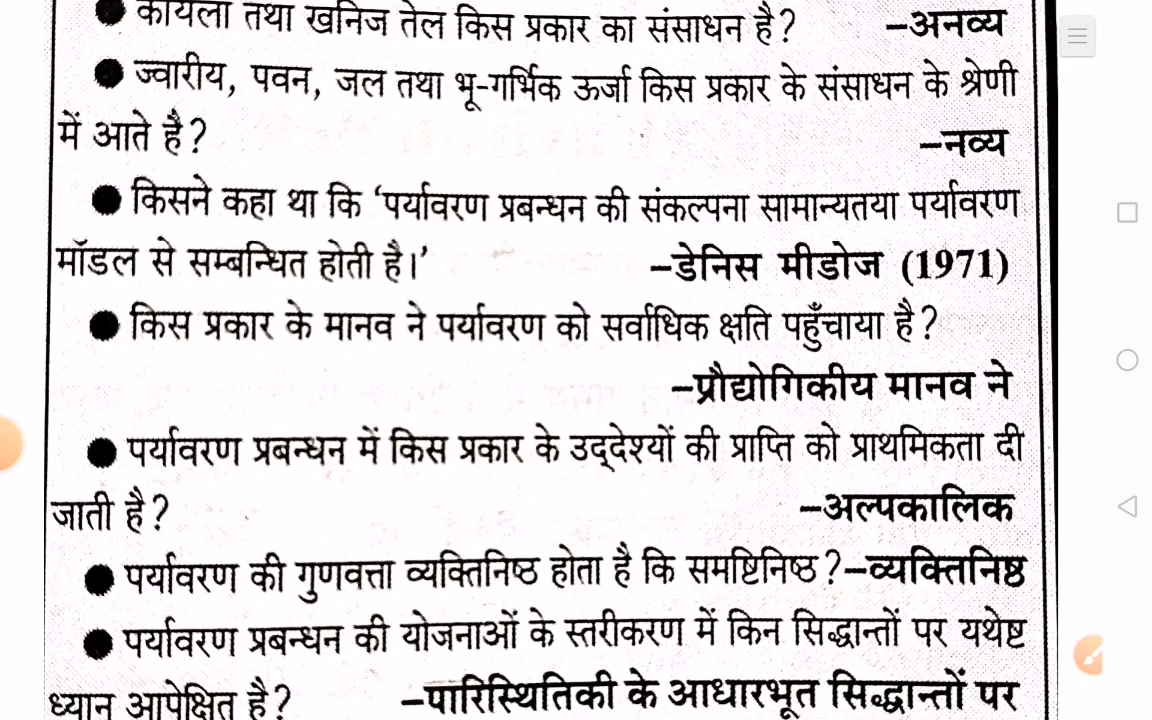 ● कोयला तथा खनिज तेल किस प्रकार का संसाधन है? –अनव्य
● ज्वारीय, पवन, जल तथा भू-गर्भिक ऊर्जा किस प्रकार के संसाधन के श्रेणी
में आते है? –नव्य
● किसने कहा था कि ‘पर्यावरण प्रबन्धन की संकल्पना सामान्यतया पर्यावरण
मॉडल से सम्बन्धित होती है।’ –डेनिस मीडोज (1971)
● किस प्रकार के मानव ने पर्यावरण को सर्वाधिक क्षति पहुँचाया है?
–प्रौद्योगिकीय मानव ने
● पर्यावरण प्रबन्धन में किस प्रकार के उद्‌देश्यों की प्राप्ति को प्राथमिकता दी
जाती है? –अल्पकालिक
● पर्यावरण की गुणवत्ता व्यक्तिनिष्ठ होता है कि समष्टिनिष्ठ?–व्यक्तिनिष्ठ
● पर्यावरण प्रबन्धन की योजनाओं के स्तरीकरण में किन सिद्धान्तों पर यथेष्ट
ध्यान आपेक्षित है? –पारिस्थितिकी के आधारभूत सिद्धान्तों पर